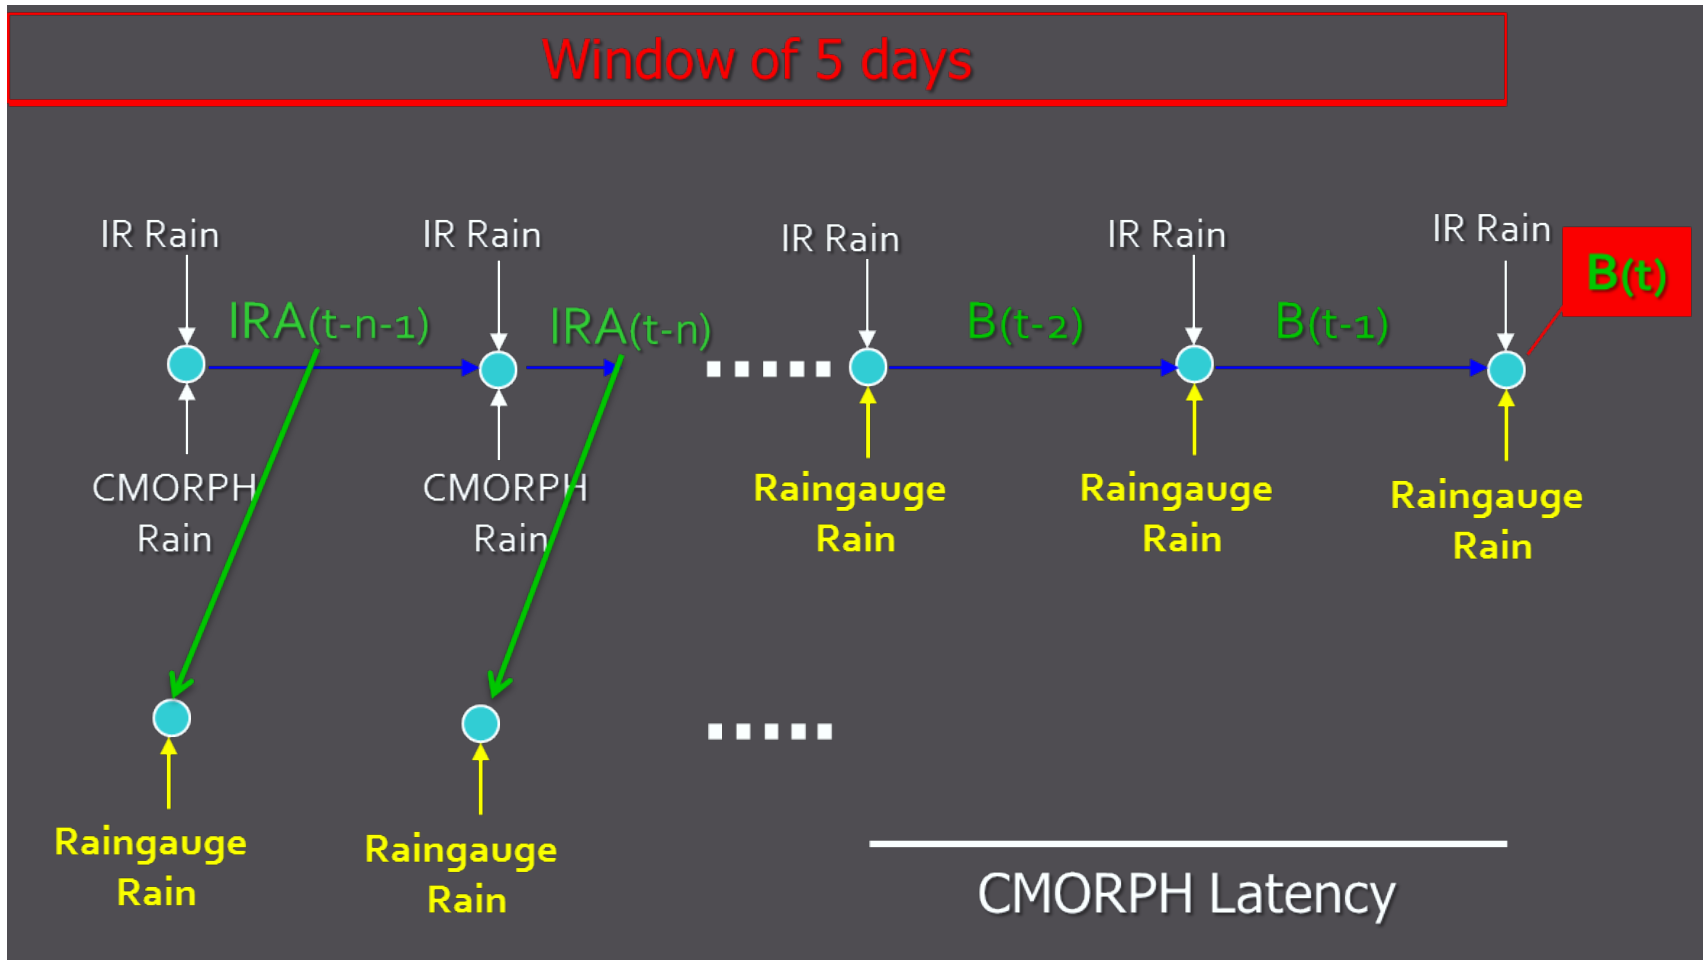 Window of 5 days
IR Rain
IR Rain
IR Rain
IR Rain
IR Rain
B(t)
IRA(t-n-1)
IRA(t-n)
B(t-2)
B(t-1)
CMORPH
Rain
CMORPH
Rain
Raingauge
Rain
Raingauge
Rain
Raingauge
Rain
Raingauge
Rain
Raingauge
Rain
CMORPH Latency